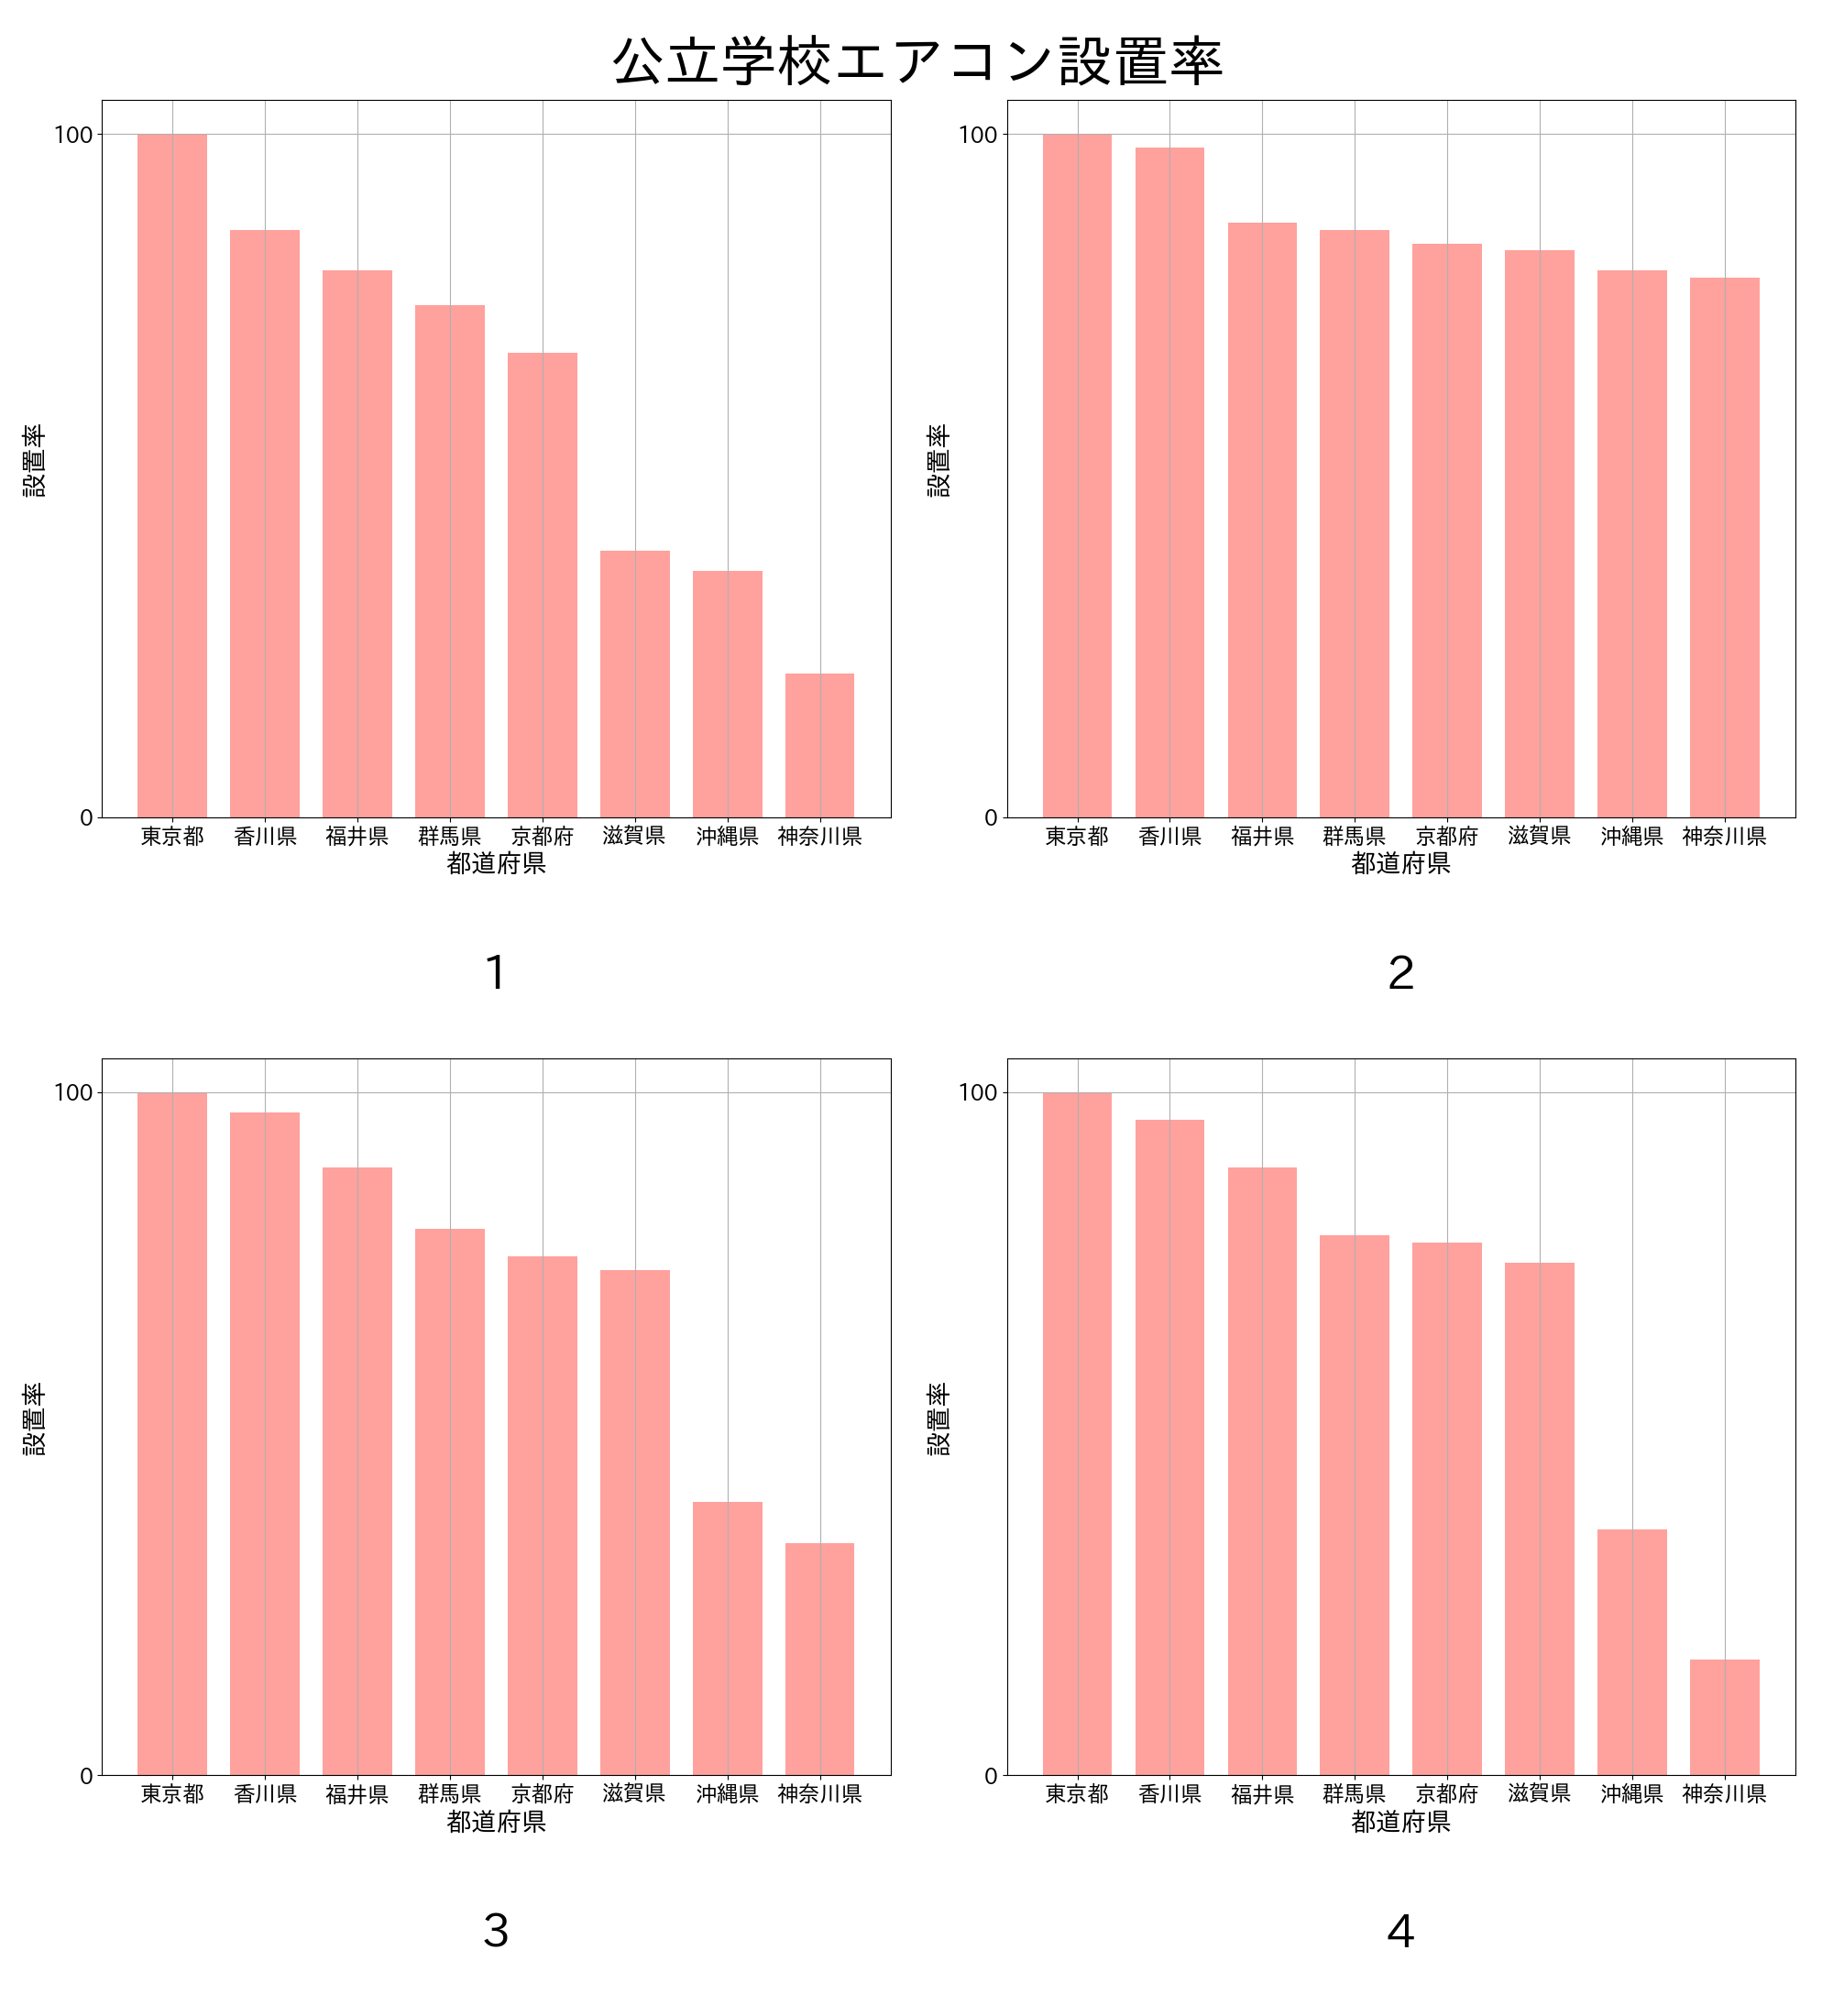 公立学校エアコン設置率
100
0
設置率
東京都 香川県 福井県 群馬県 京都府 滋賀県 沖縄県 神奈川県
都道府県
1
100
0
設置率
東京都 香川県 福井県 群馬県 京都府 滋賀県 沖縄県 神奈川県
都道府県
2
100
0
設置率
東京都 香川県 福井県 群馬県 京都府 滋賀県 沖縄県 神奈川県
都道府県
3
100
0
設置率
東京都 香川県 福井県 群馬県 京都府 滋賀県 沖縄県 神奈川県
都道府県
4